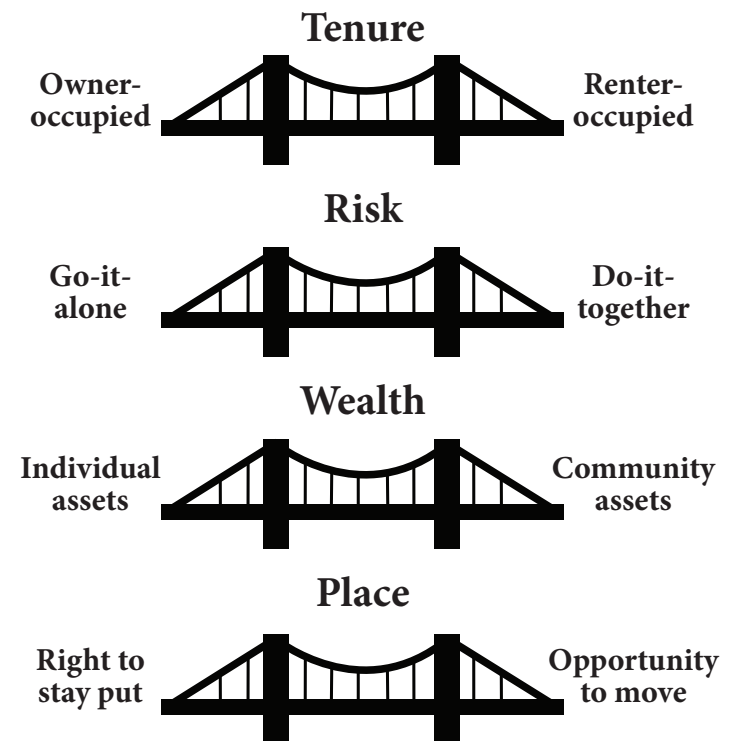 Tenure
Owner-
occupied
Renter-
occupied
Risk
Go-it-
alone
Do-it-
together
Wealth
Individual
assets
Community
assets
Place
Right to
stay put
Opportunity
to move